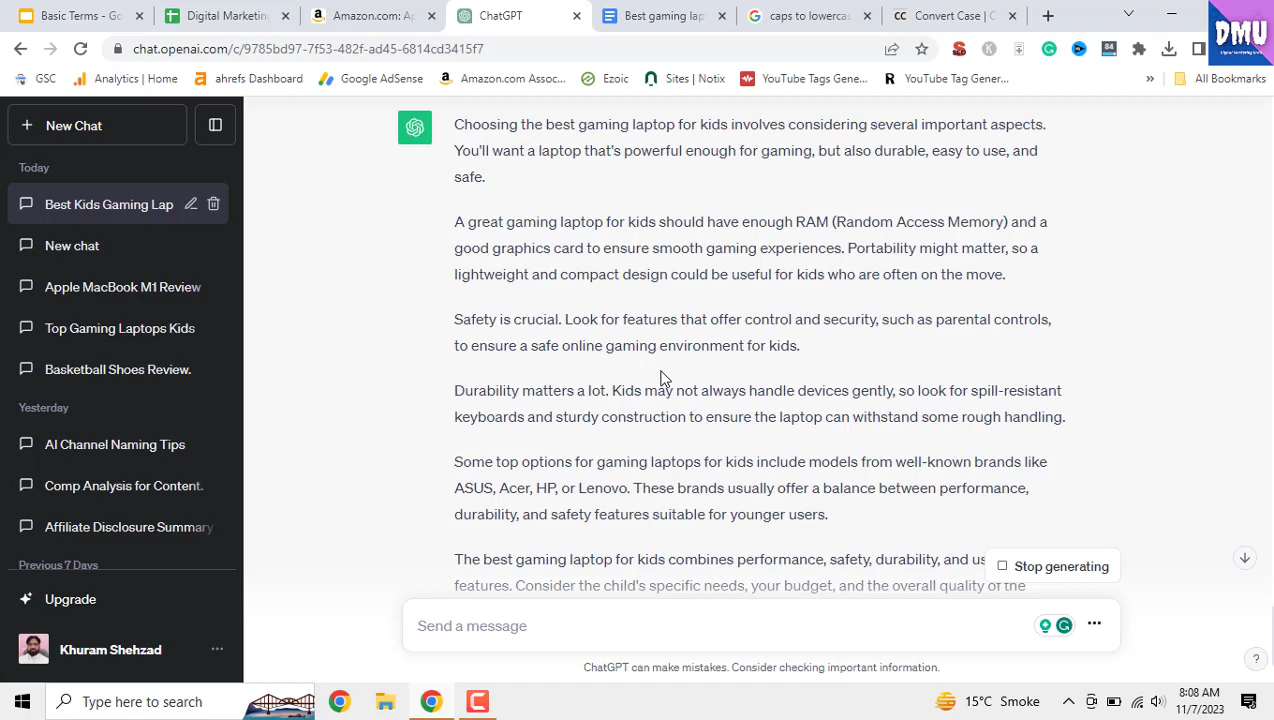 Basic Terms - Go
Digital Marketing
Amazon.com: Ap
ChatGPT
Best gaming lap
caps to lowercas
Convert Case | C
DMU
chat.openai.com/c/9785bd97-7f53-482f-ad45-6814cd3415f7
84
GSC
Analytics | Home
ahrefs Dashboard
Google AdSense
Amazon.com Assoc...
Ezoic
Sites | Notix
YouTube Tags Gene...
YouTube Tag Gener...
All Bookmarks
New Chat
Today
Best Kids Gaming Lap
New chat
Apple MacBook M1 Review
Top Gaming Laptops Kids
Basketball Shoes Review.
Yesterday
AI Channel Naming Tips
Comp Analysis for Content.
Affiliate Disclosure Summary
Previous 7 Days
Upgrade
Khuram Shehzad
Choosing the best gaming laptop for kids involves considering several important aspects.
You'll want a laptop that's powerful enough for gaming, but also durable, easy to use, and
safe.
A great gaming laptop for kids should have enough RAM (Random Access Memory) and a
good graphics card to ensure smooth gaming experiences. Portability might matter, so a
lightweight and compact design could be useful for kids who are often on the move.
Safety is crucial. Look for features that offer control and security, such as parental controls,
to ensure a safe online gaming environment for kids.
Durability matters a lot. Kids may not always handle devices gently, so look for spill-resistant
keyboards and sturdy construction to ensure the laptop can withstand some rough handling.
Some top options for gaming laptops for kids include models from well-known brands like
ASUS, Acer, HP, or Lenovo. These brands usually offer a balance between performance,
durability, and safety features suitable for younger users.
The best gaming laptop for kids combines performance, safety, durability, and us
features. Consider the child's specific needs, your budget, and the overall quality of the
Stop generating
Send a message
ChatGPT can make mistakes. Consider checking important information.
?
Type here to search
15°C Smoke
8:08 AM
11/7/2023